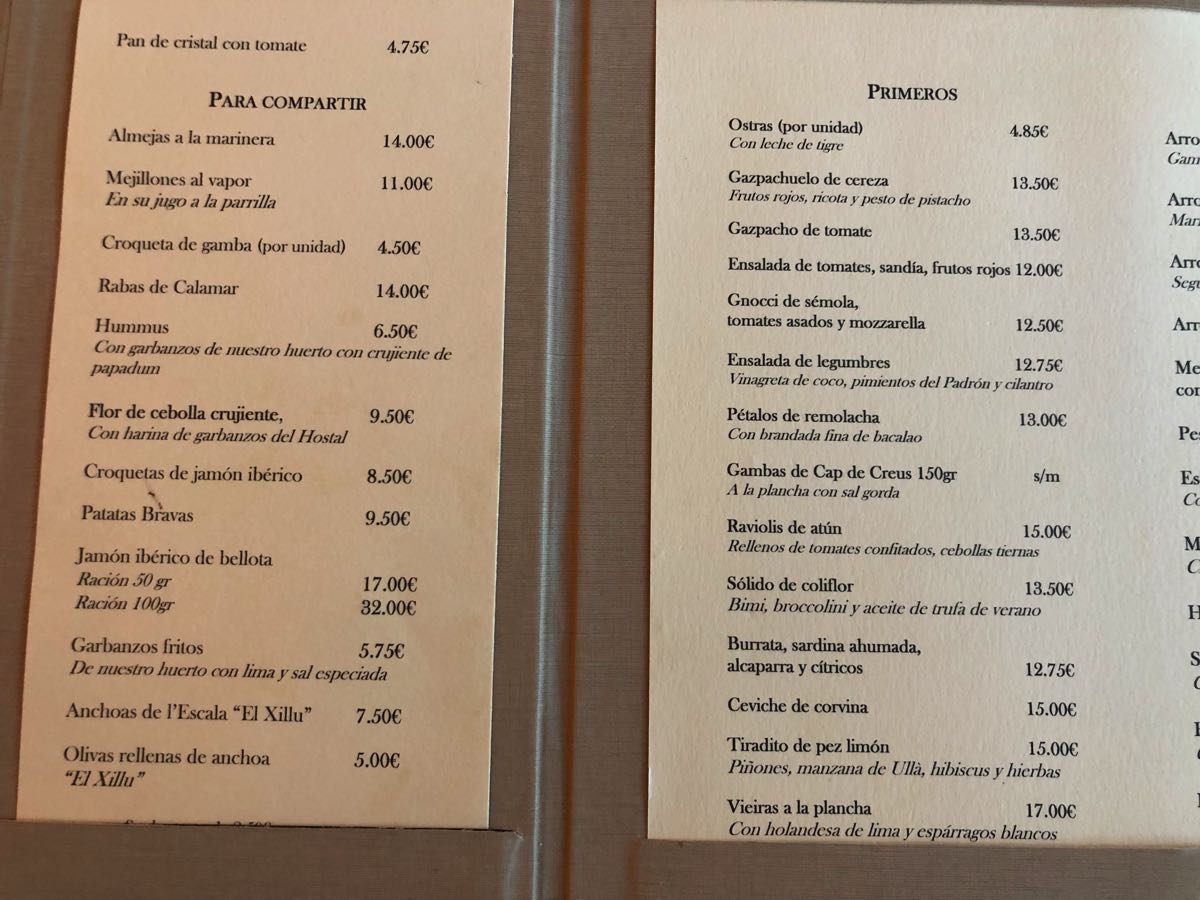 Pan de cristal con tomate 4.75€
PARA COMPARTIR
Almejas a la marinera 14.00€
Mejillones al vapor 11.00€
En su jugo a la parrilla
Croqueta de gamba (por unidad) 4.50€
Rabas de Calamar 14.00€
Hummus 6.50€
Con garbanzos de nuestro huerto con crujiente de
papadum
Flor de cebolla crujiente, 9.50€
Con harina de garbanzos del Hostal
Croquetas de jamón ibérico 8.50€
Patatas Bravas 9.50€
Jamón ibérico de bellota
Ración 50 gr 17.00€
Ración 100gr 32.00€
Garbanzos fritos 5.75€
De nuestro huerto con lima y sal especiada
Anchoas de l'Escala “El Xillu” 7.50€
Olivas rellenas de anchoa 5.00€
“El Xillu”
PRIMEROS
Ostras (por unidad) 4.85€
Con leche de tigre
Gazpachuelo de cereza 13.50€
Frutos rojos, ricota y pesto de pistacho
Gazpacho de tomate 13.50€
Ensalada de tomates, sandía, frutos rojos 12.00€
Gnocci de sémola,
tomates asados y mozzarella 12.50€
Ensalada de legumbres 12.75€
Vinagreta de coco, pimientos del Padrón y cilantro
Pétalos de remolacha 13.00€
Con brandada fina de bacalao
Gambas de Cap de Creus 150gr s/m
A la plancha con sal gorda
Raviolis de atún 15.00€
Rellenos de tomates confitados, cebollas tiernas
Sólido de coliflor 13.50€
Bimi, broccolini y aceite de trufa de verano
Burrata, sardina ahumada,
alcaparra y cítricos 12.75€
Ceviche de corvina 15.00€
Tiradito de pez limón 15.00€
Piñones, manzana de Ullà, hibiscus y hierbas
Vieiras a la plancha 17.00€
Con holandesa de lima y espárragos blancos